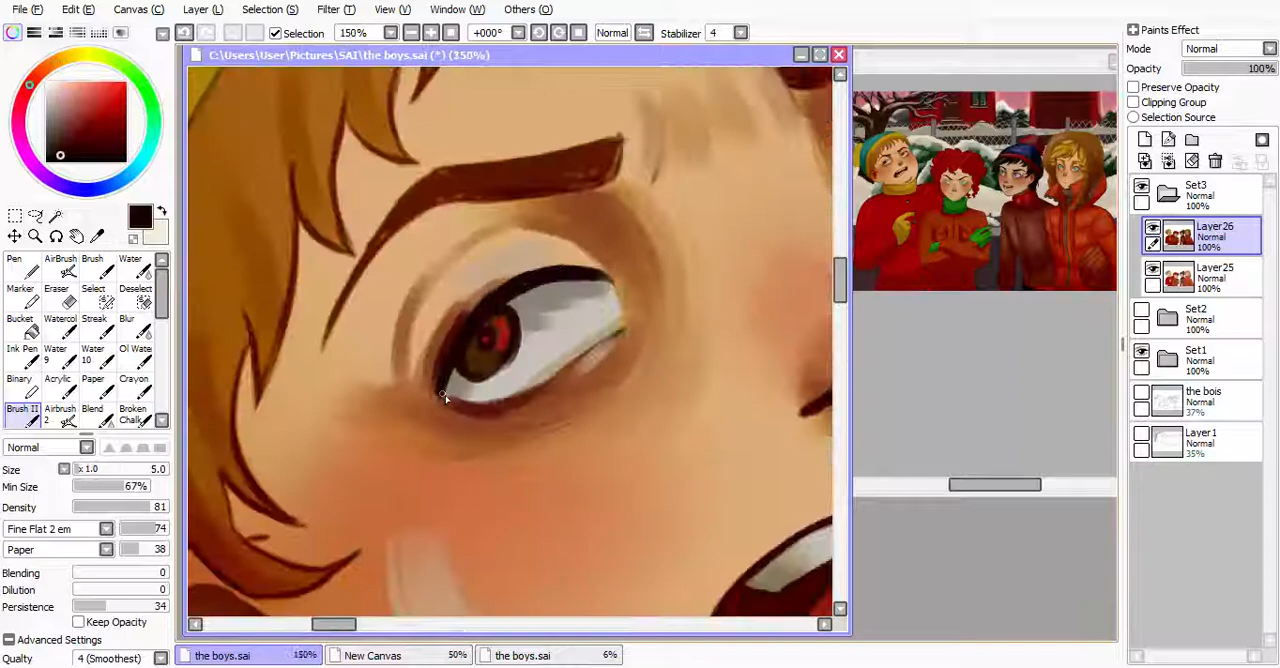 File (F) Edit (E) Canvas (C) Layer (L) Selection (S) Filter (T) View (V) Window (W) Others (O)
Selection 150% +000° Normal Stabilizer 4
C:\Users\User\Pictures\SAI\the boys.sai (*) (350%)
Pen AirBrush Brush Water
Marker Eraser Select Deselect
Bucket Watercol Streak Blur
Ink Pen Water 9 Water 10 Ol Water
Binary Acrylic Paper Crayon
Brush II Airbrush 2 Blend Broken Chalk
Normal
Size x 1.0 5.0
Min Size 67%
Density 81
Fine Flat 2 em 74
Paper 38
Blending 0
Dilution 0
Persistence 34
Keep Opacity
Advanced Settings
Qualty 4 (Smoothest)
the boys.sai 150% New Canvas 50% the boys.sai 6%
Paints Effect
Mode Normal
Opacity 100%
Preserve Opacity
Clipping Group
Selection Source
Set3
100%
Layer26
Normal
100%
Layer25
Normal
100%
Set2
100%
Set1
100%
the bois
Normal
37%
Layer1
Normal
35%